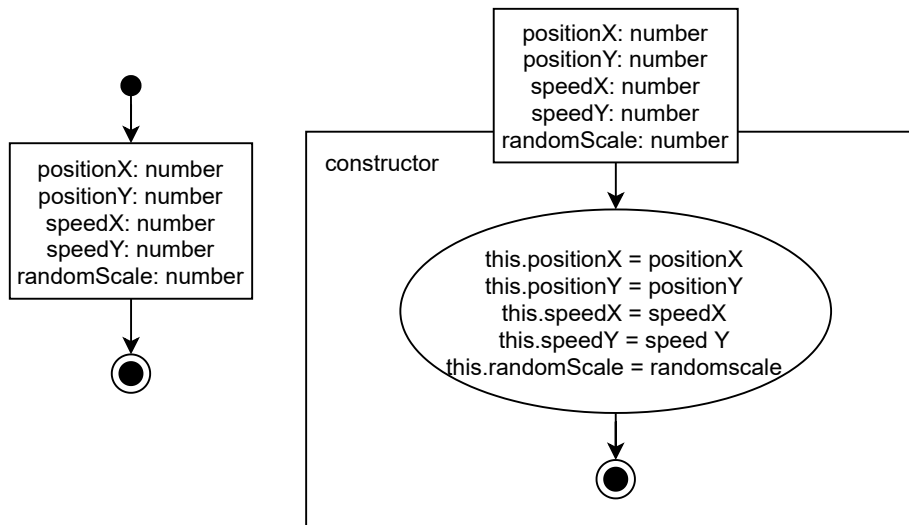 positionX: number
positionY: number
speedX: number
speedY: number
randomScale: number
positionX: number
positionY: number
speedX: number
speedY: number
randomScale: number
constructor
this.positionX = positionX
this.positionY = positionY
this.speedX = speedX
this.speedY = speed Y
this.randomScale = randomscale